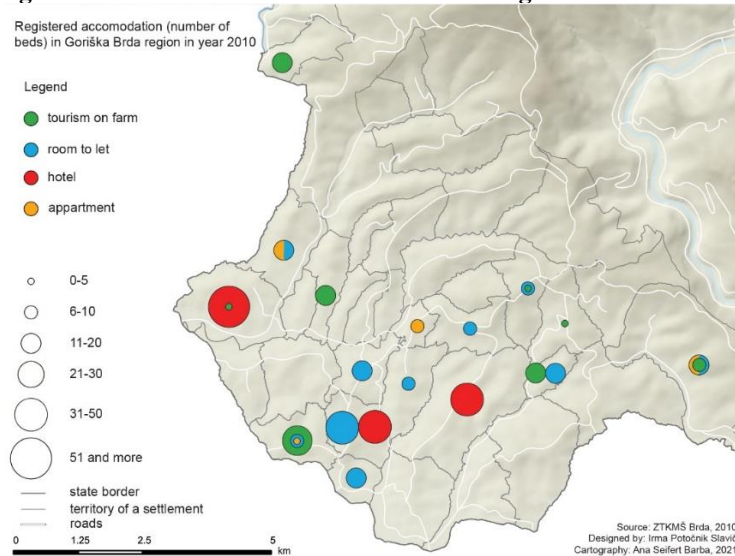 Registered accomodation (number of
beds) in Goriška Brda region in year 2010
Legend
tourism on farm
room to let
hotel
appartment
0-5
6-10
11-20
21-30
31-50
51 and more
state border
territory of a settlement
roads
0 1.25 2.5 5
km
Source: ZTKMŠ Brda, 2010
Designed by: Irma Potočnik Slavič
Cartography: Ana Seifert Barba, 2021